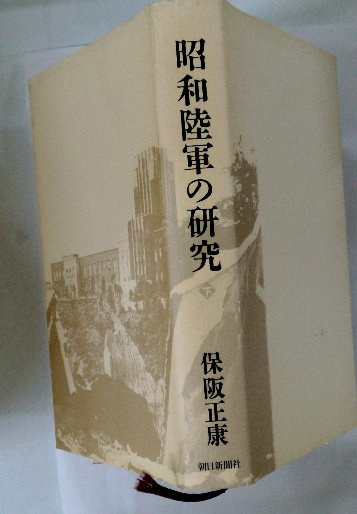 昭和陸軍の研究
下
保阪正康
朝日新聞社